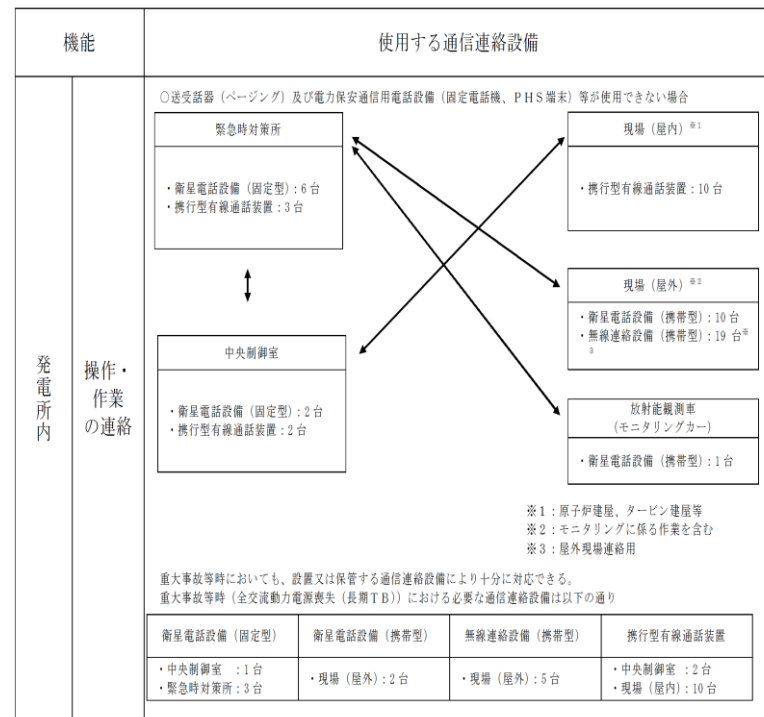 機能
使用する通信連絡設備
発電所内
操作・
作業
の連絡
○送受話器（ページング）及び電力保安通信用電話設備（固定電話機、PHS端末）等が使用できない場合
緊急時対策所
・衛星電話設備（固定型）：6台
・携行型有線通話装置：3台
現場（屋内）※1
・携行型有線通話装置：10台
現場（屋外）※2
・衛星電話設備（携帯型）：10台
・無線連絡設備（携帯型）：19台※
3
中央制御室
・衛星電話設備（固定型）：2台
・携行型有線通話装置：2台
放射能観測車
（モニタリングカー）
・衛星電話設備（携帯型）：1台
※1：原子炉建屋、タービン建屋等
※2：モニタリングに係る作業を含む
※3：屋外現場連絡用
重大事故等時においても、設置又は保管する通信連絡設備により十分に対応できる。
重大事故等時（全交流動力電源喪失（長期TB））における必要な通信連絡設備は以下の通り
衛星電話設備（固定型）
衛星電話設備（携帯型）
無線連絡設備（携帯型）
携行型有線通話装置
・中央制御室　：1台
・緊急時対策所：3台
・現場（屋外）：2台
・現場（屋外）：5台
・中央制御室　：2台
・現場（屋内）：10台